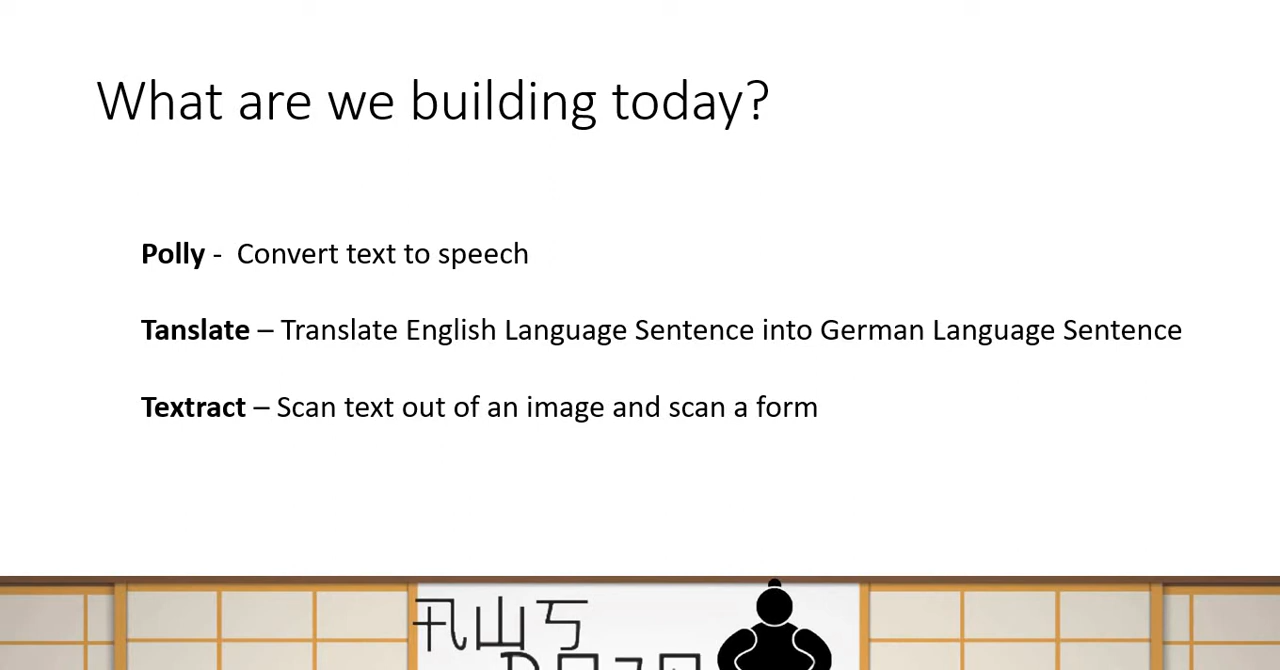 What are we building today?
Polly - Convert text to speech
Tanslate – Translate English Language Sentence into German Language Sentence
Textract – Scan text out of an image and scan a form